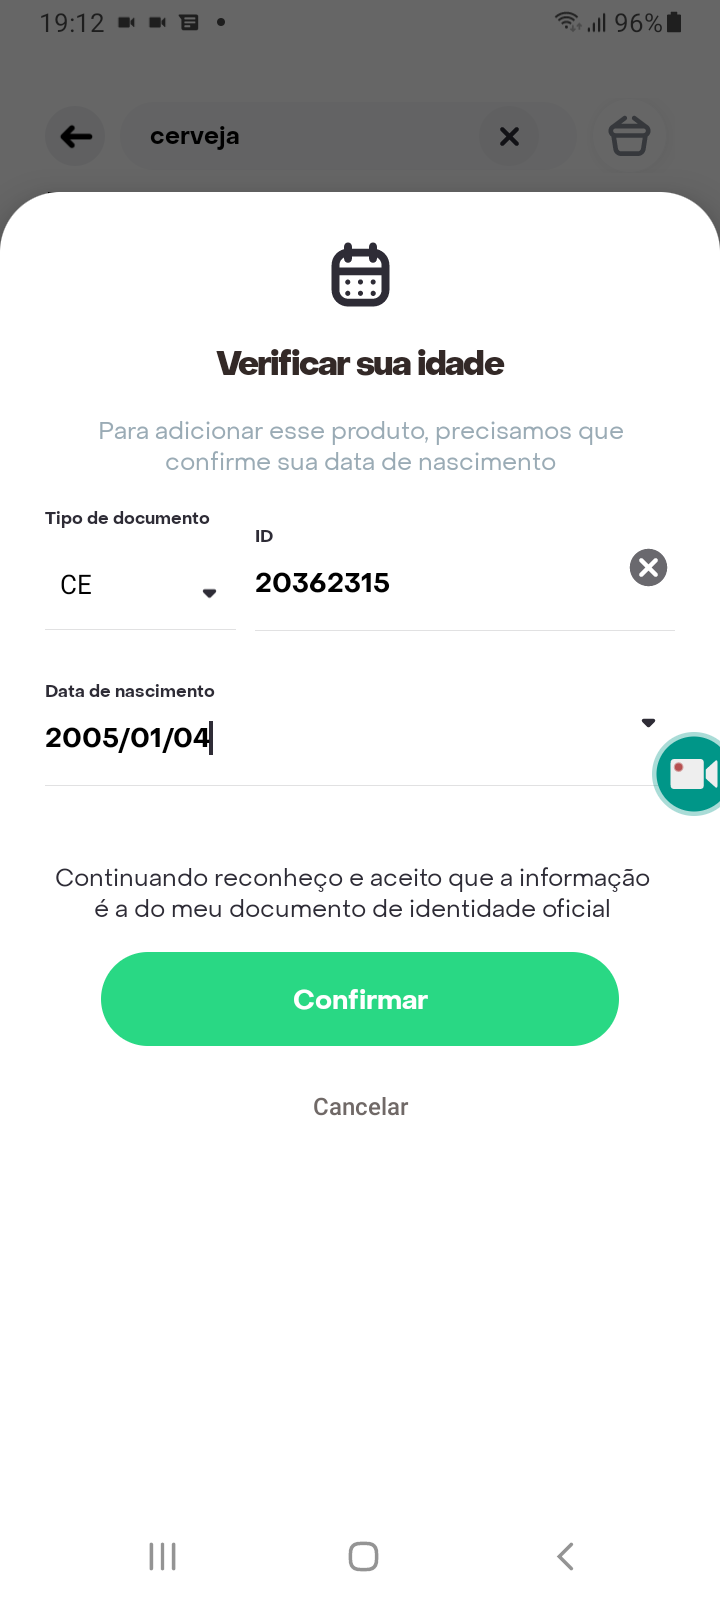 19:12
96%
cerveja
Verificar sua idade
Para adicionar esse produto, precisamos que
confirme sua data de nascimento
Tipo de documento
ID
CE
20362315
Data de nascimento
2005/01/04
Continuando reconheço e aceito que a informação
é a do meu documento de identidade oficial
Confirmar
Cancelar